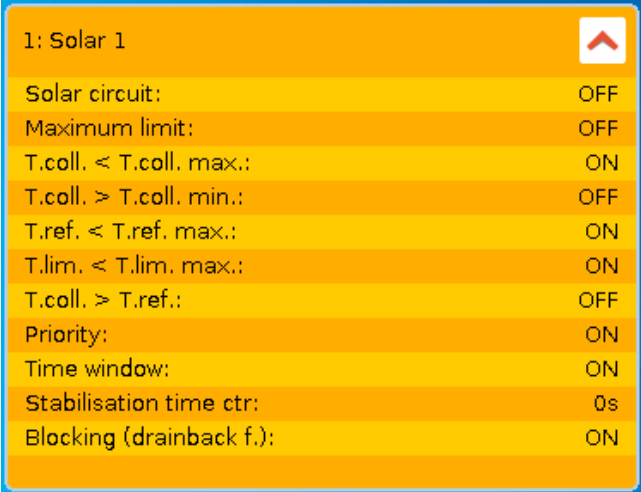 1: Solar 1
Solar circuit: OFF
Maximum limit: OFF
T.coll. < T.coll. max.: ON
T.coll. > T.coll. min.: OFF
T.ref. < T.ref. max.: ON
T.lim. < T.lim. max.: ON
T.coll. > T.ref.: OFF
Priority: ON
Time window: ON
Stabilisation time ctr: 0s
Blocking (drainback f.): ON